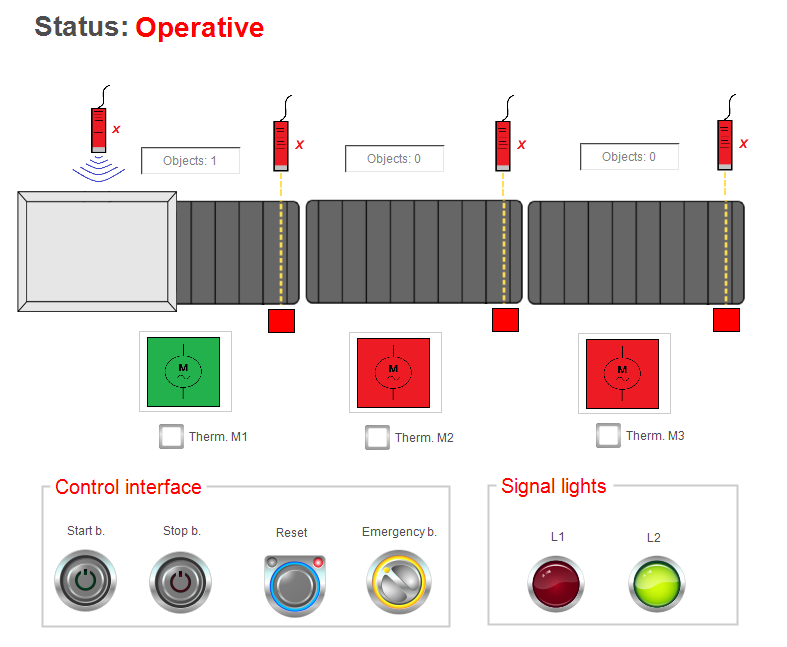 Status: Operative
x
x
x
x
Objects: 1
Objects: 0
Objects: 0
M
M
M
Therm. M1
Therm. M2
Therm. M3
Control interface
Signal lights
Start b.
Stop b.
Reset
Emergency b.
L1
L2